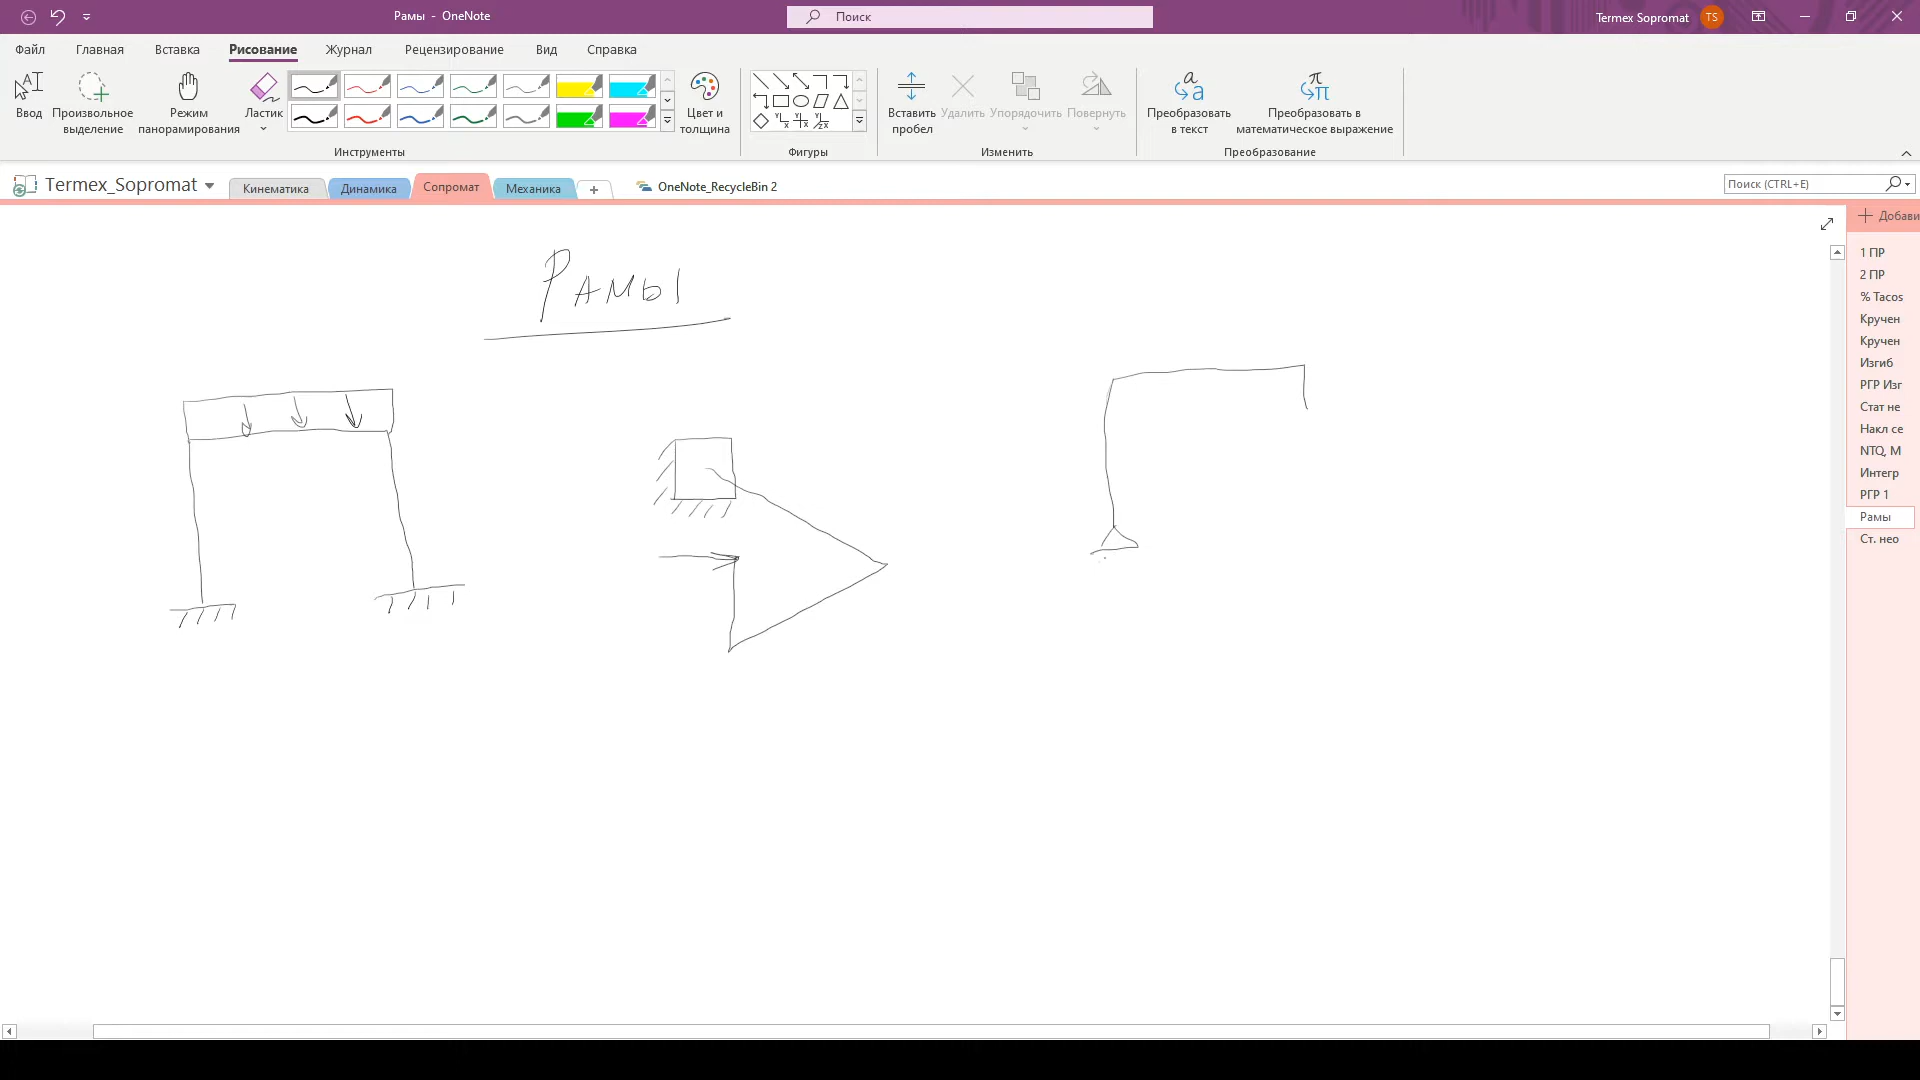 Рамы - OneNote
Поиск
Termex Sopromat
TS
Файл
Главная
Вставка
Рисование
Журнал
Рецензирование
Вид
Справка
Ввод
Произвольное выделение
Режим панорамирования
Ластик
Цвет и толщина
Вставить пробел
Удалить
Упорядочить
Повернуть
Преобразовать в текст
Преобразовать в математическое выражение
Инструменты
Фигуры
Изменить
Преобразование
Termex_Sopromat
Кинематика
Динамика
Сопромат
Механика
OneNote_RecycleBin 2
Поиск (CTRL+E)
Добави
1 ПР
2 ПР
% Tacos
Кручен
Кручен
Изгиб
РГР Изг
Стат не
Накл се
NTQ, M
Интегр
РГР 1
Рамы
Ст. нео
Рамы